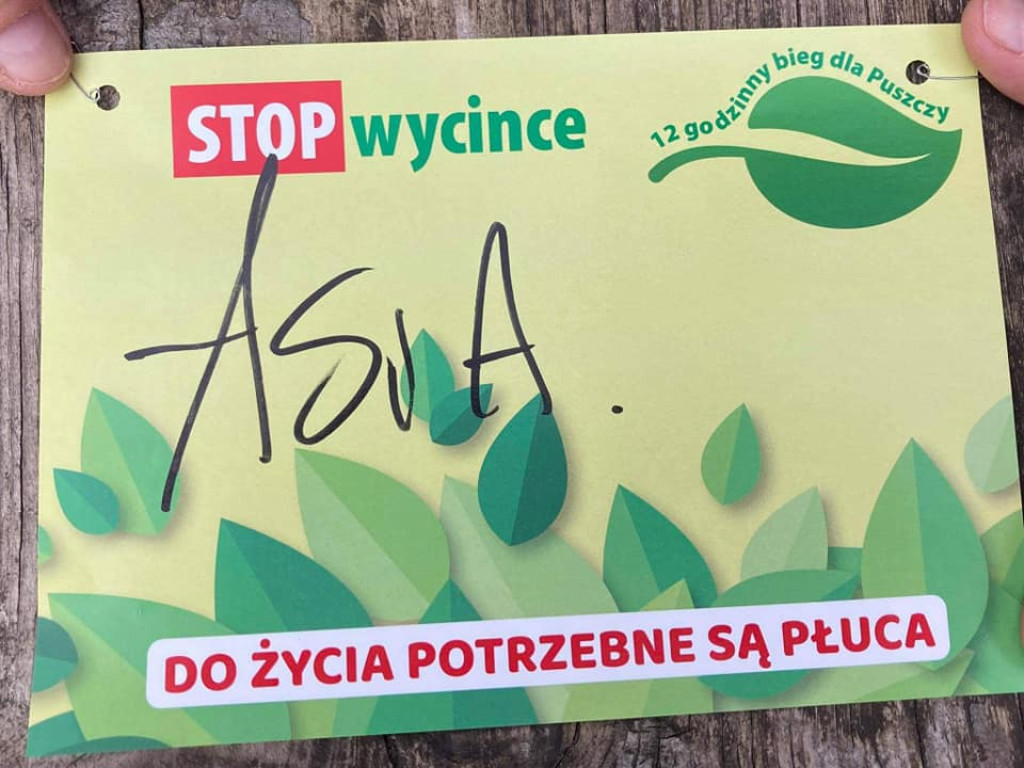 STOP wycince
12 godzinny bieg dla Puszczy
ASIA.
DO ŻYCIA POTRZEBNE SĄ PŁUCA